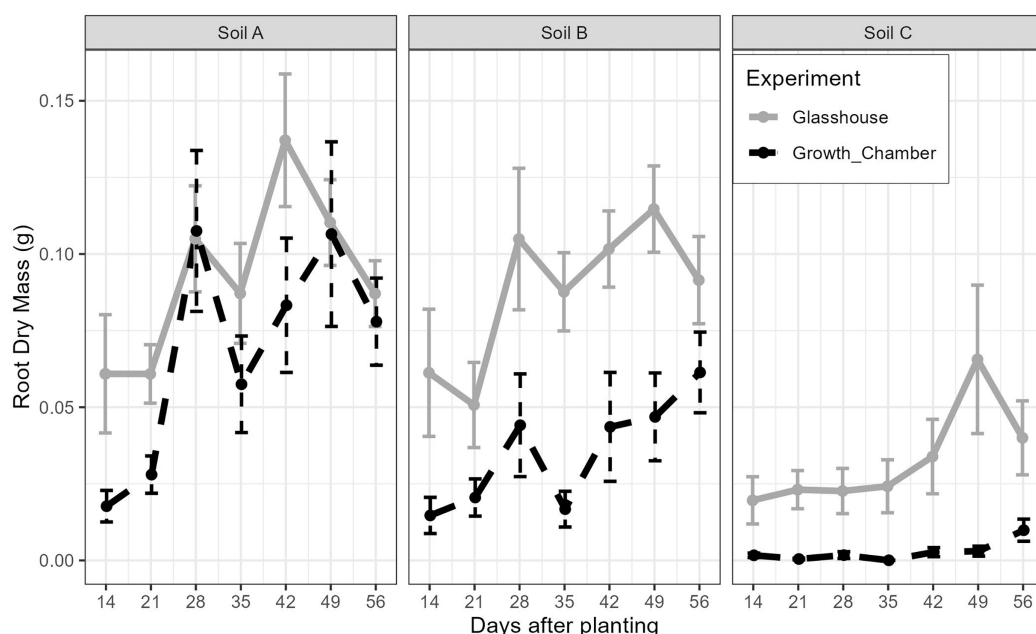 Soil A
Soil B
Soil C
Experiment
Glasshouse
Growth_Chamber
Root Dry Mass (g)
0.15
0.10
0.05
0.00
14 21 28 35 42 49 56
14 21 28 35 42 49 56
14 21 28 35 42 49 56
Days after planting